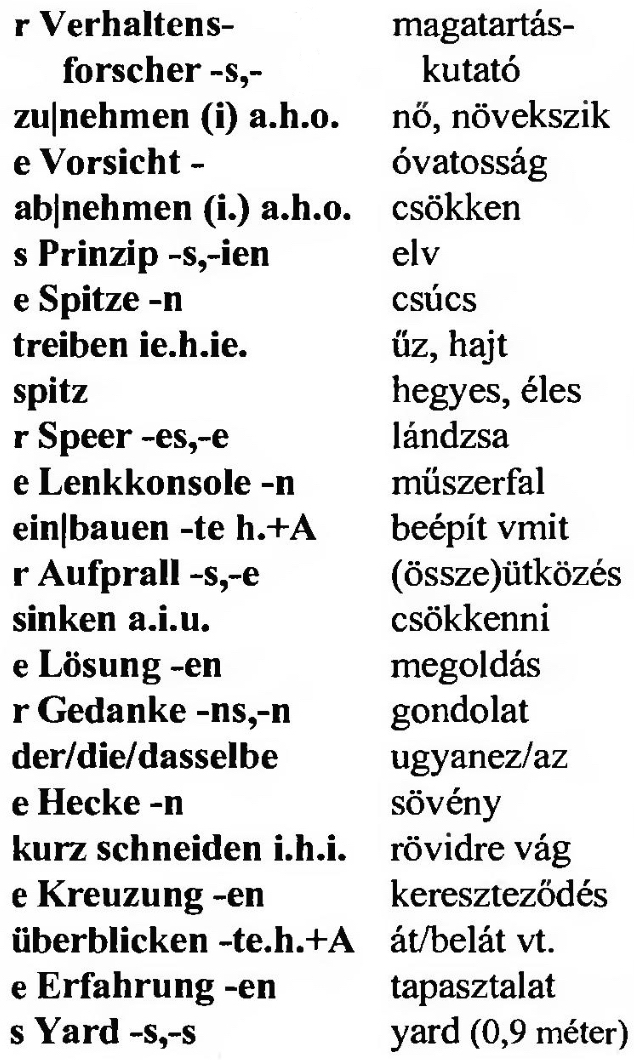 r Verhaltens- magatartás-
forscher -s,- kutató
zu|nehmen (i) a.h.o. nő, növekszik
e Vorsicht - óvatosság
ab|nehmen (i.) a.h.o. csökken
s Prinzip -s,-ien elv
e Spitze -n csúcs
treiben ie.h.ie. űz, hajt
spitz hegyes, éles
r Speer -es,-e lándzsa
e Lenkkonsole -n műszerfal
ein|bauen -te h.+A beépít vmit
r Aufprall -s,-e (össze)ütközés
sinken a.i.u. csökkenni
e Lösung -en megoldás
r Gedanke -ns,-n gondolat
der/die/dasselbe ugyanez/az
e Hecke -n sövény
kurz schneiden i.h.i. rövidre vág
e Kreuzung -en kereszteződés
überblicken -te.h.+A át/belát vt.
e Erfahrung -en tapasztalat
s Yard -s,-s yard (0,9 méter)